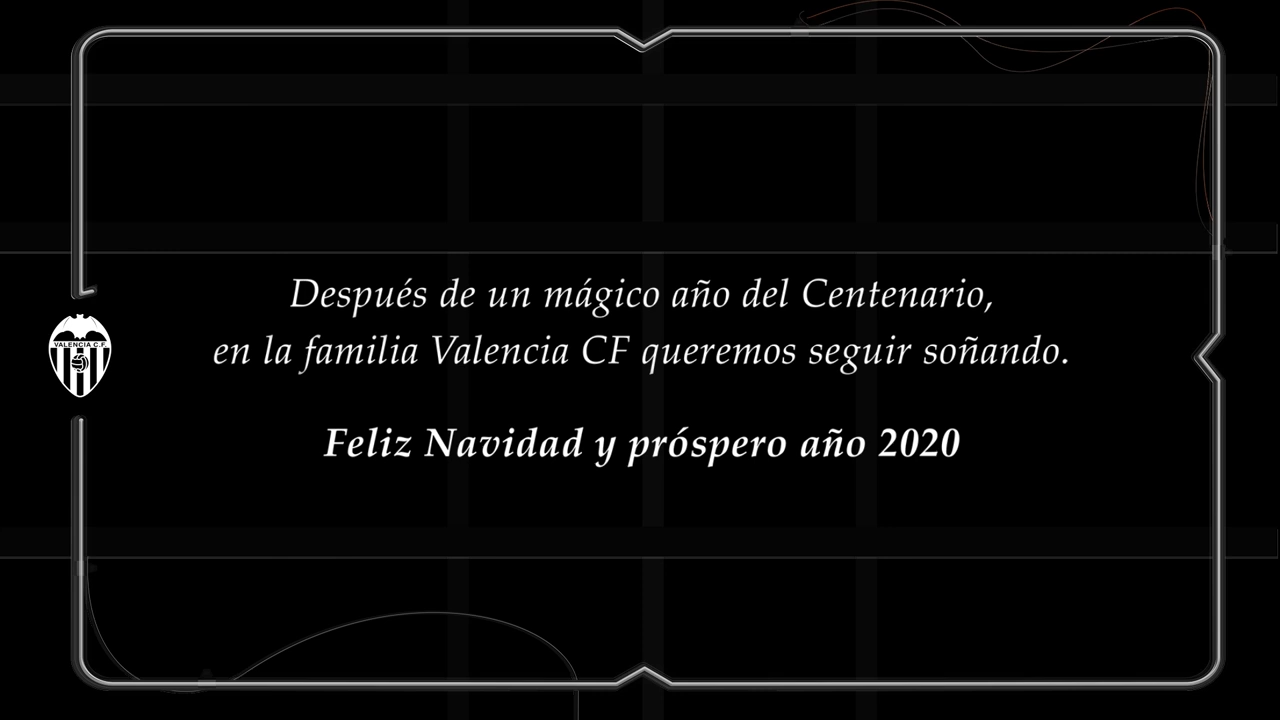 Después de un mágico año del Centenario,
en la familia Valencia CF queremos seguir soñando.
Feliz Navidad y próspero año 2020
VALENCIA C.F.